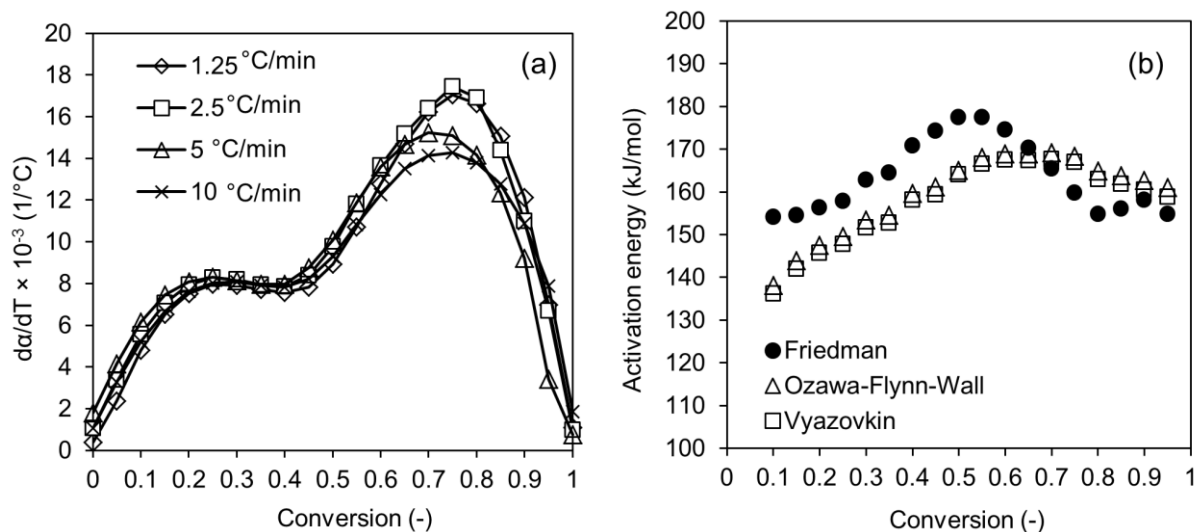 (a)
1.25 °C/min
2.5 °C/min
5 °C/min
10 °C/min
dα/dT × 10⁻³ (1/°C)
20
18
16
14
12
10
8
6
4
2
0
0 0.1 0.2 0.3 0.4 0.5 0.6 0.7 0.8 0.9 1
Conversion (-)
(b)
Activation energy (kJ/mol)
200
190
180
170
160
150
140
130
120
110
100
Friedman
Ozawa-Flynn-Wall
Vyazovkin
0 0.1 0.2 0.3 0.4 0.5 0.6 0.7 0.8 0.9 1
Conversion (-)